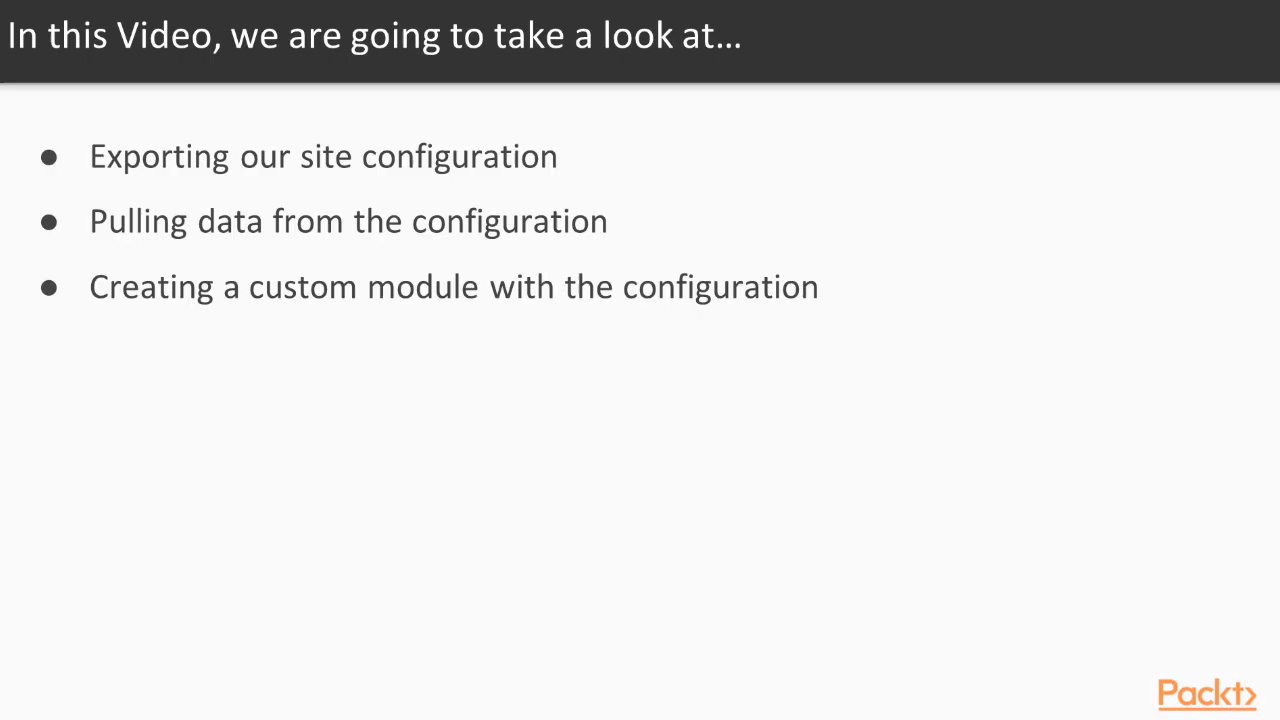 In this Video, we are going to take a look at...
● Exporting our site configuration
● Pulling data from the configuration
● Creating a custom module with the configuration
Packt>